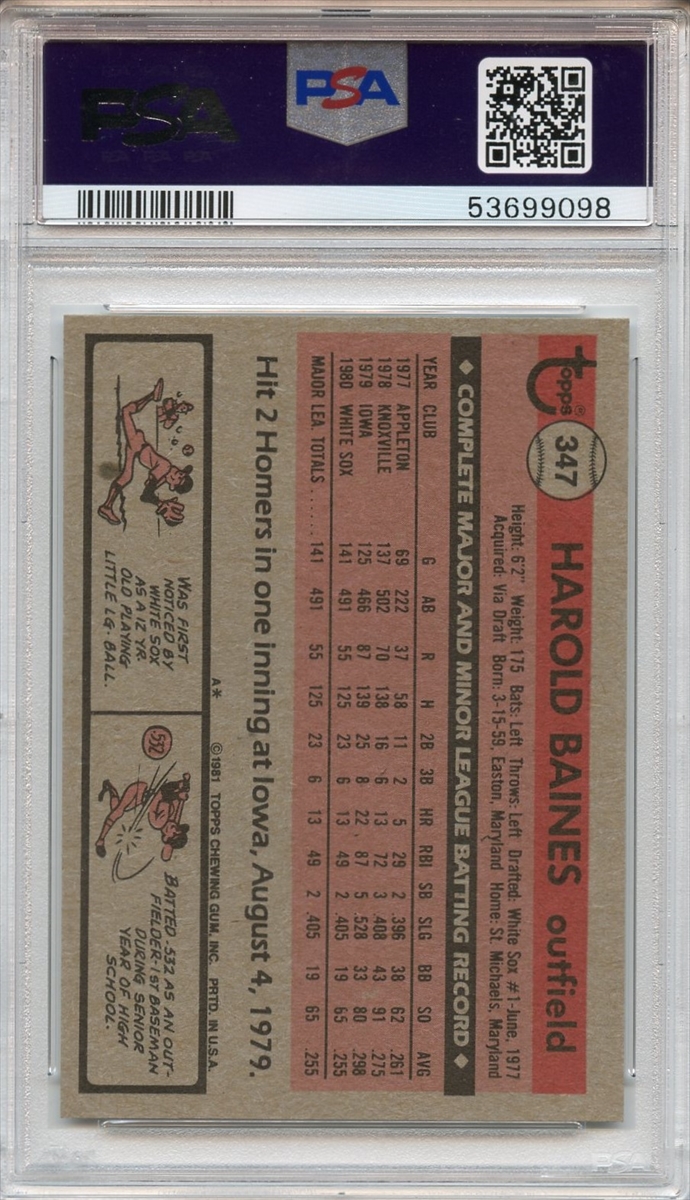 PSA
PSA
PSA PSA PSA
53699098
Topps®
347
HAROLD BAINES outfield
Height: 6'2" Weight: 175 Bats: Left Throws: Left Drafted: White Sox #1-June, 1977
Acquired: Via Draft Born: 3-15-59, Easton, Maryland Home: St. Michaels, Maryland
◆ COMPLETE MAJOR AND MINOR LEAGUE BATTING RECORD ◆
YEAR CLUB G AB R H 2B 3B HR RBI SB SLG BB SO AVG
1977 APPLETON 69 222 37 58 11 2 5 29 2 .396 38 62 .261
1978 KNOXVILLE 137 502 70 138 16 6 13 72 3 .408 43 91 .275
1979 IOWA 125 466 87 139 25 8 22 87 5 .528 33 80 .298
1980 WHITE SOX 141 491 55 125 23 6 13 49 2 .405 19 65 .255
MAJOR LEA. TOTALS...... 141 491 55 125 23 6 13 49 2 .405 19 65 .255
Hit 2 Homers in one inning at Iowa, August 4, 1979.
A* ©1981 TOPPS CHEWING GUM, INC. PRTD. IN U.S.A.
WAS FIRST
NOTICED BY
WHITE SOX
AS A 12 YR.
OLD PLAYING
LITTLE LG. BALL.
.532
BATTED .532 AS AN OUT-
FIELDER-1ST BASEMAN
DURING SENIOR
YEAR OF HIGH
SCHOOL.